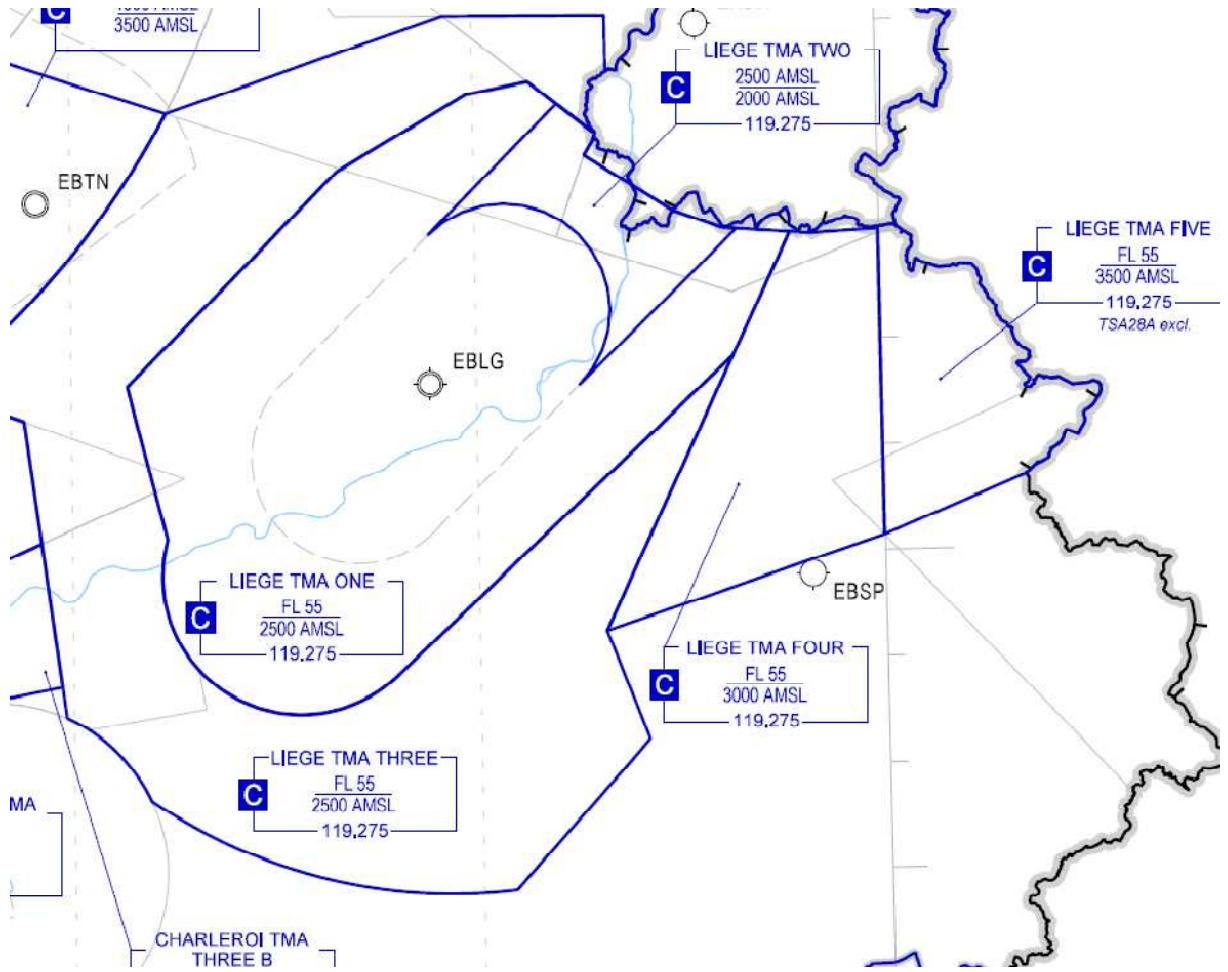 C
3500 AMSL
LIEGE TMA TWO
C
2500 AMSL
2000 AMSL
119.275
EBTN
LIEGE TMA FIVE
C
FL 55
3500 AMSL
119.275
TSA28A excl.
EBLG
LIEGE TMA ONE
C
FL 55
2500 AMSL
119.275
EBSP
LIEGE TMA FOUR
C
FL 55
3000 AMSL
119.275
LIEGE TMA THREE
C
FL 55
2500 AMSL
119.275
MA
CHARLEROI TMA
THREE B